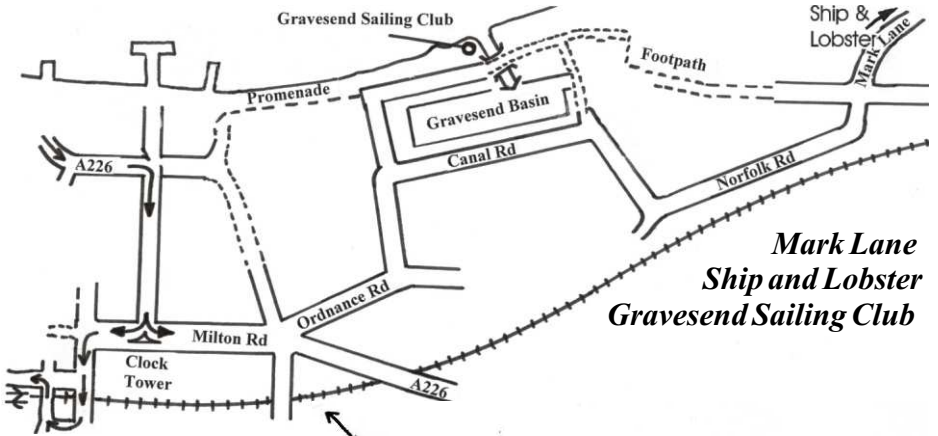 Gravesend Sailing Club
Ship &
Lobster
Mark Lane
Footpath
Promenade
Gravesend Basin
A226
Canal Rd
Norfolk Rd
Mark Lane
Ship and Lobster
Gravesend Sailing Club
Ordnance Rd
Milton Rd
Clock
Tower
A226